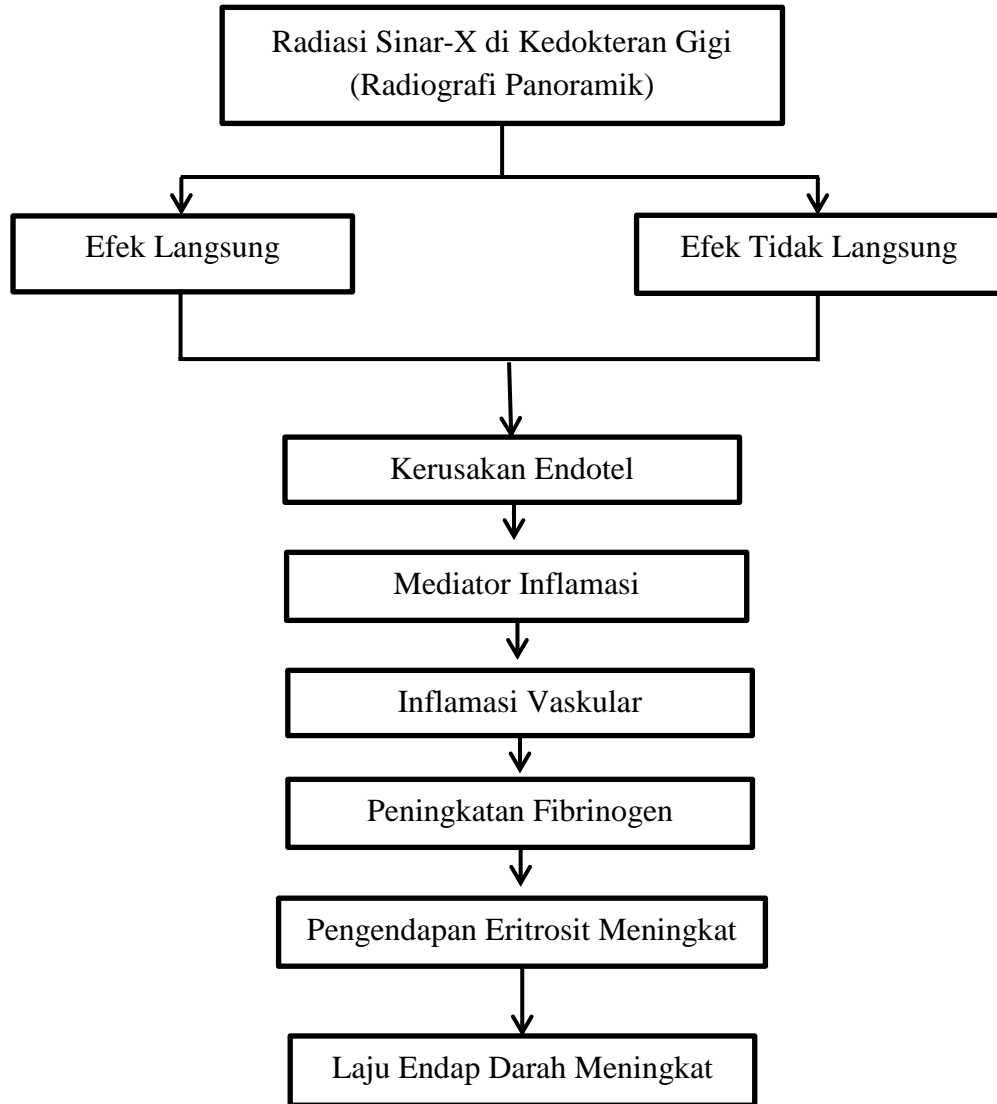 Radiasi Sinar-X di Kedokteran Gigi
(Radiografi Panoramik)
Efek Langsung
Efek Tidak Langsung
Kerusakan Endotel
Mediator Inflamasi
Inflamasi Vaskular
Peningkatan Fibrinogen
Pengendapan Eritrosit Meningkat
Laju Endap Darah Meningkat